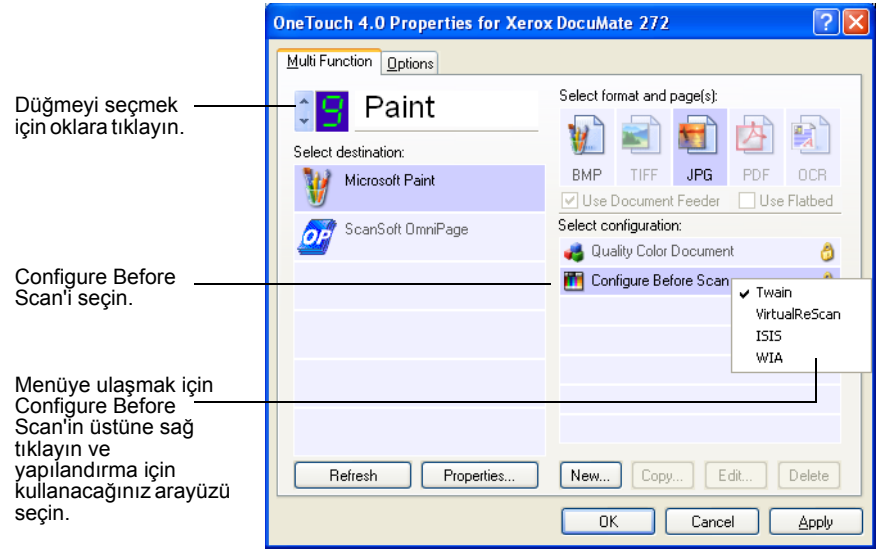 OneTouch 4.0 Properties for Xerox DocuMate 272
Multi Function
Options
Düğmeyi seçmek
için oklara tıklayın.
9
Paint
Select format and page(s):
BMP
TIFF
JPG
PDF
OCR
Use Document Feeder
Use Flatbed
Select destination:
Microsoft Paint
OP
ScanSoft OmniPage
Select configuration:
Quality Color Document
Configure Before Scan
Twain
VirtualReScan
ISIS
WIA
Configure Before
Scan'i seçin.
Menüye ulaşmak için
Configure Before
Scan'in üstüne sağ
tıklayın ve
yapılandırma için
kullanacağınız arayüzü
seçin.
Refresh
Properties...
New...
Copy...
Edit...
Delete
OK
Cancel
Apply